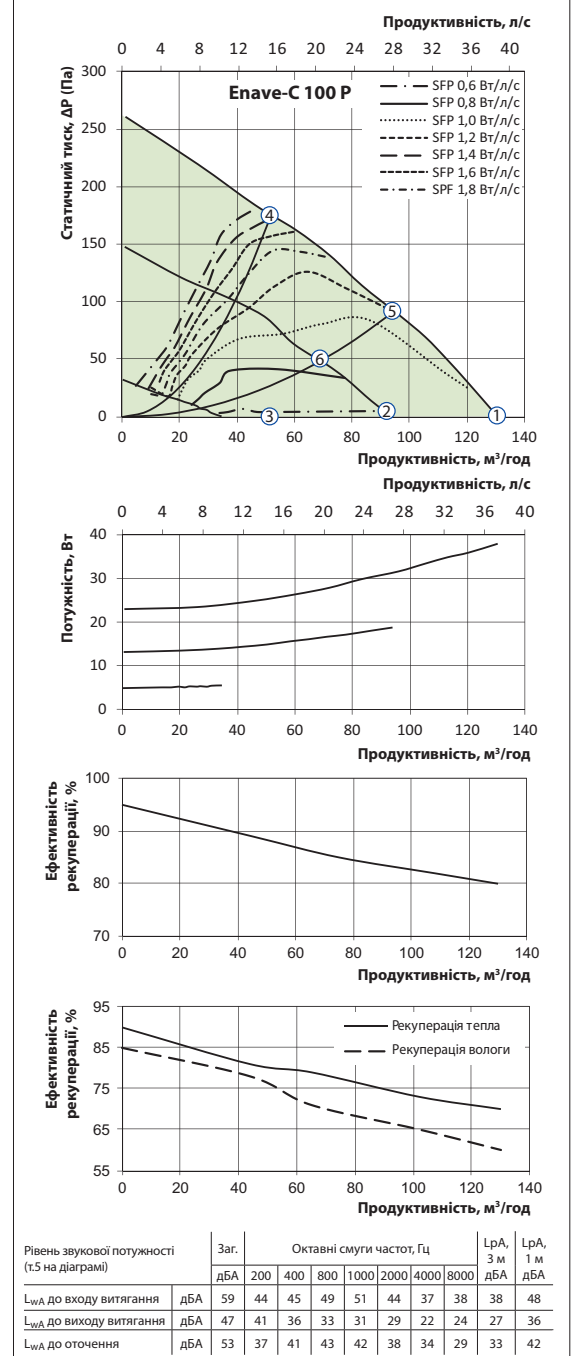 Продуктивність, л/с
0 4 8 12 16 20 24 28 32 36 40
Статичний тиск, ΔP (Па)
300
250
200
150
100
50
0
Enave-C 100 P
SFP 0,6 Вт/л/с
SFP 0,8 Вт/л/с
SFP 1,0 Вт/л/с
SFP 1,2 Вт/л/с
SFP 1,4 Вт/л/с
SFP 1,6 Вт/л/с
SPF 1,8 Вт/л/с
4
5
6
3
2
1
0 20 40 60 80 100 120 140
Продуктивність, м³/год
Продуктивність, л/с
0 4 8 12 16 20 22 24 28 32 36 40
Потужність, Вт
40
30
20
10
0
0 20 40 60 80 100 120 140
Продуктивність, м³/год
Ефективність
рекуперації, %
100
90
80
70
0 20 40 60 80 100 120 140
Продуктивність, м³/год
Ефективність
рекуперації, %
95
85
75
65
55
Рекуперація тепла
Рекуперація вологи
0 20 40 60 80 100 120 140
Продуктивність, м³/год
Рівень звукової потужності
(т.5 на діаграмі)
Заг. Октавні смуги частот, Гц LpA, 3 м LpA, 1 м
дБА 200 400 800 1000 2000 4000 8000 дБА дБА
LwA до входу витягання дБА 59 44 45 49 51 44 37 38 38 48
LwA до виходу витягання дБА 47 41 36 33 31 29 22 24 27 36
LwA до оточення дБА 53 37 41 43 42 38 34 29 33 42